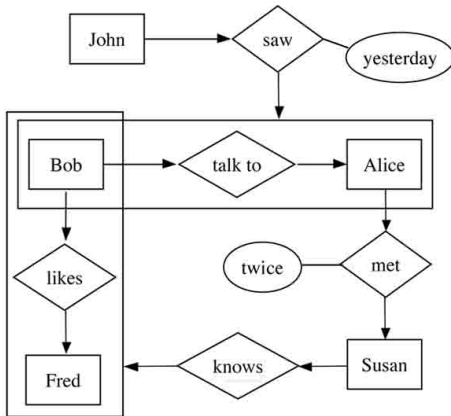 John
saw
yesterday
Bob
talk to
Alice
likes
twice
met
Fred
knows
Susan